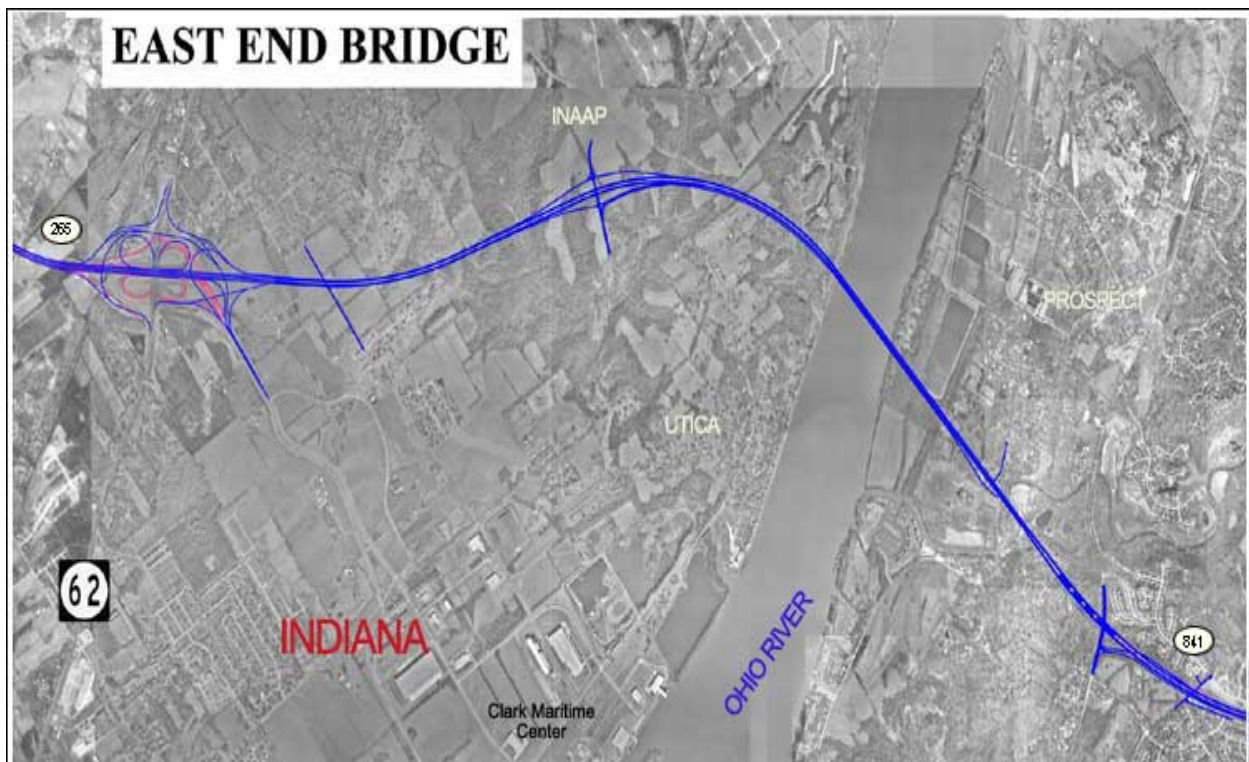 EAST END BRIDGE
INAAP
265
PROSPECT
UTICA
62
INDIANA
OHIO RIVER
841
Clark Maritime
Center